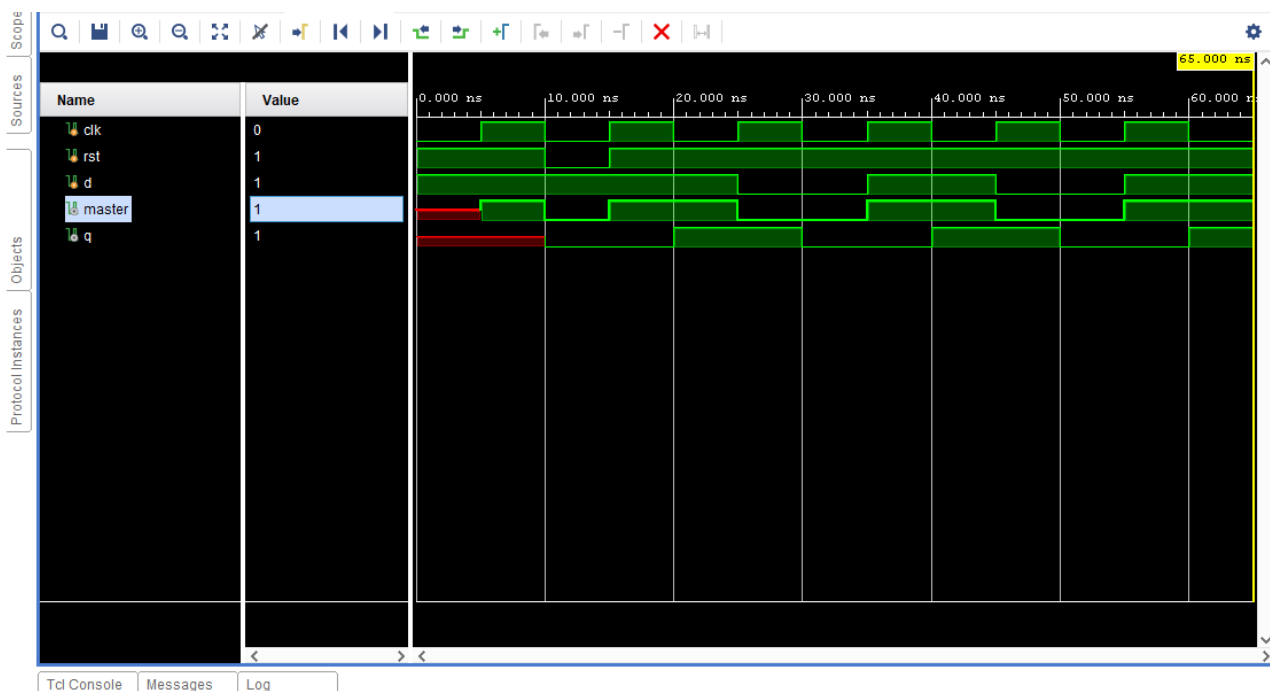 Scope
Sources
Objects
Protocol Instances
65.000 ns
Name Value
0.000 ns 10.000 ns 20.000 ns 30.000 ns 40.000 ns 50.000 ns 60.000 n
clk 0
rst 1
d 1
master 1
q 1
Tcl Console Messages Log